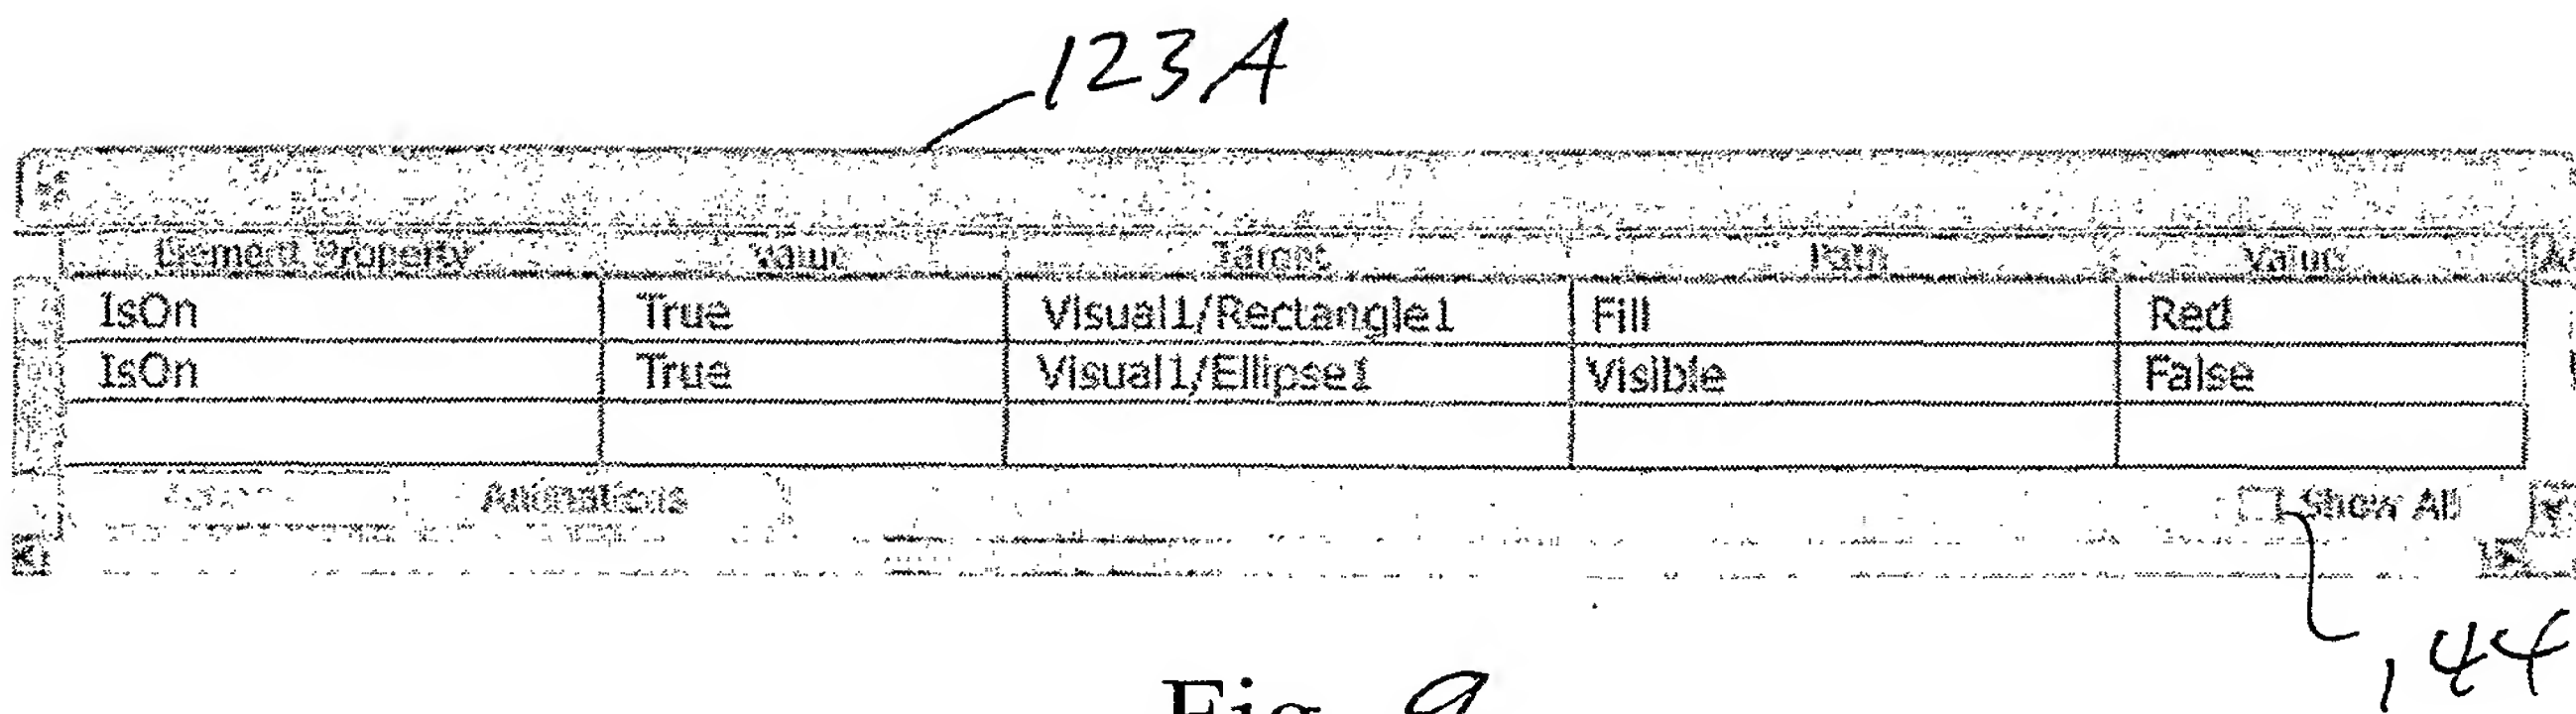 123A
Element Property Value Target Path Value
IsOn True Visual1/Rectangle1 Fill Red
IsOn True Visual1/Ellipse1 Visible False
Animations Show All
144
Fig. 9